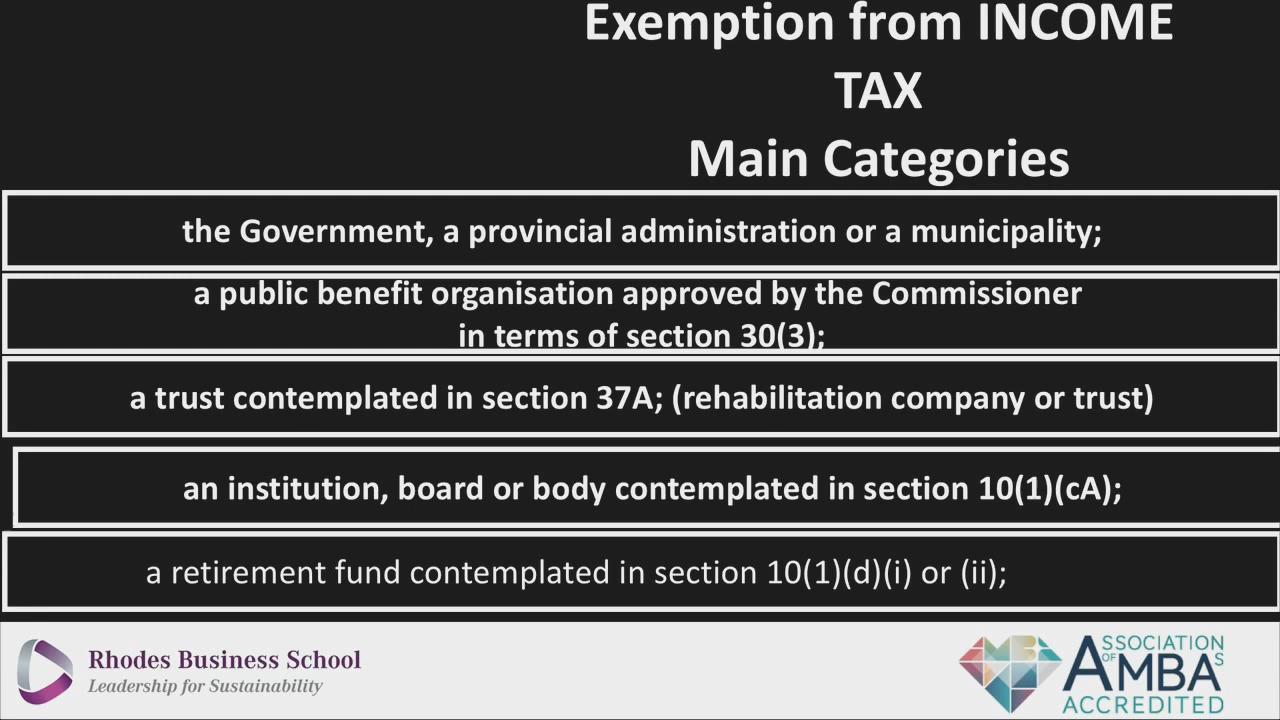 Exemption from INCOME
TAX
Main Categories
the Government, a provincial administration or a municipality;
a public benefit organisation approved by the Commissioner
in terms of section 30(3);
a trust contemplated in section 37A; (rehabilitation company or trust)
an institution, board or body contemplated in section 10(1)(cA);
a retirement fund contemplated in section 10(1)(d)(i) or (ii);
Rhodes Business School
Leadership for Sustainability
ASSOCIATION
OF AMBAs
ACCREDITED